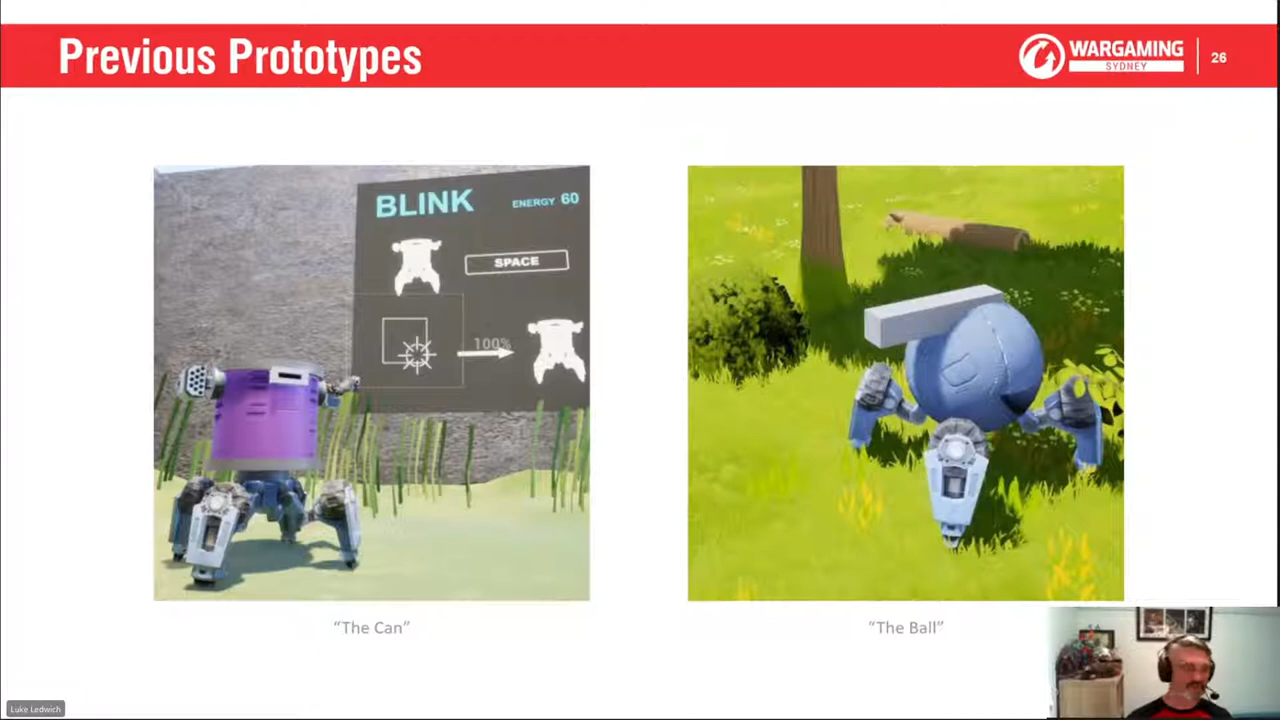 Previous Prototypes
WARGAMING
SYDNEY
26
BLINK
ENERGY 60
SPACE
100%
“The Can”
“The Ball”
Luke Ledwich